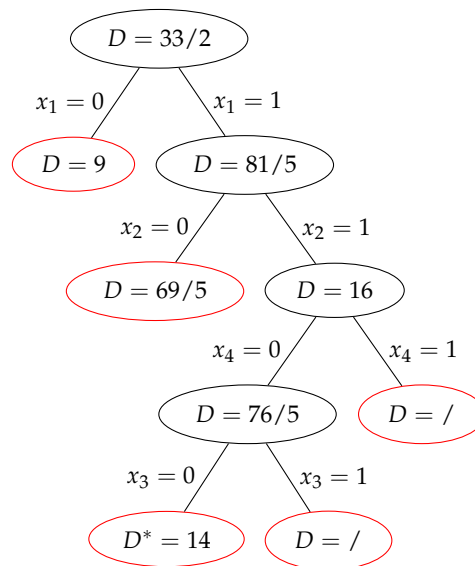 D = 33/2
x₁ = 0 x₁ = 1
D = 9 D = 81/5
x₂ = 0 x₂ = 1
D = 69/5 D = 16
x₄ = 0 x₄ = 1
D = 76/5 D = /
x₃ = 0 x₃ = 1
D* = 14 D = /